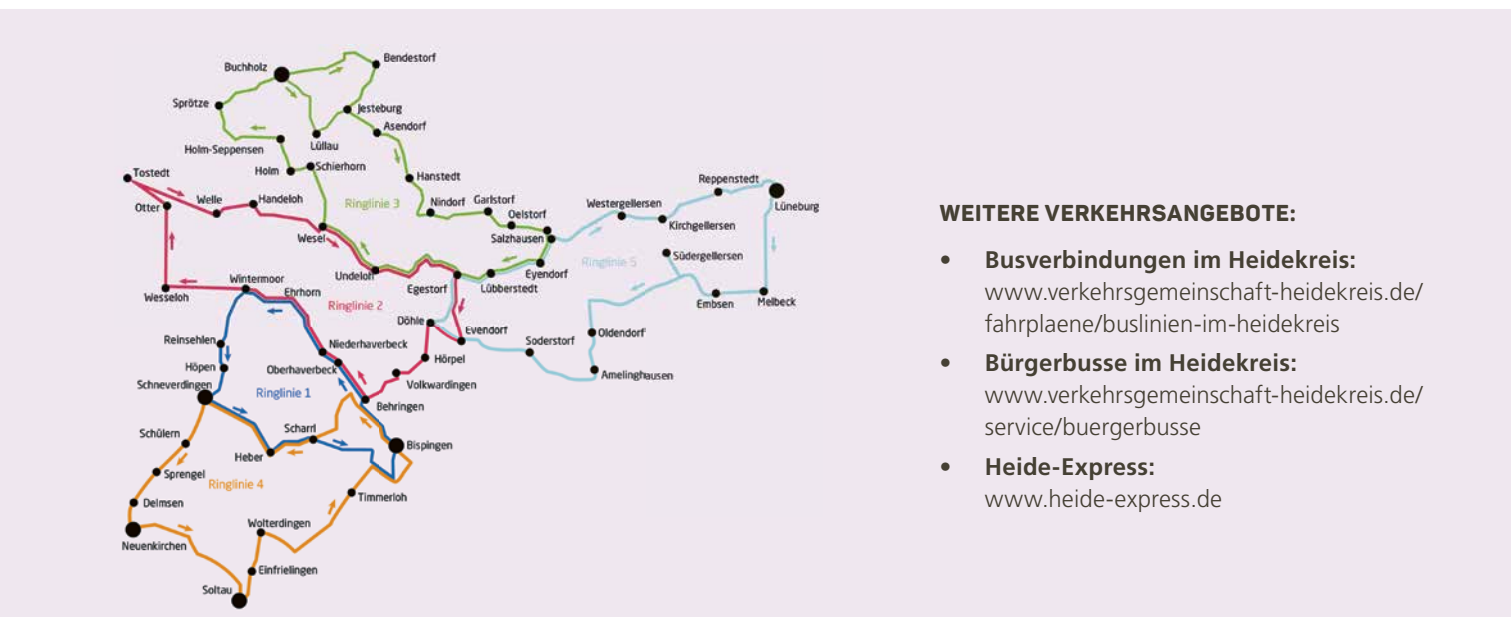 Buchholz
Bendestorf
Sprötze
Jesteburg
Asendorf
Lüllau
Holm-Seppensen
Holm
Schierhorn
Hanstedt
Tostedt
Reppenstedt
Otter
Welle
Handeloh
Ringlinie 3
Nindorf
Garlstorf
Oelstorf
Westergellersen
Lüneburg
Kirchgellersen
Wesel
Salzhausen
Südergellersen
Undeloh
Eyendorf
Ringlinie 5
Wintermoor
Ehrhorn
Egestorf
Lübberstedt
Wesseloh
Ringlinie 2
Embsen
Melbeck
Döhle
Evendorf
Reinsehlen
Niederhaverbeck
Soderstorf
Oldendorf
Höpen
Oberhaverbeck
Hörpel
Schneverdingen
Volkwardingen
Amelinghausen
Ringlinie 1
Behringen
Schülern
Scharrl
Bispingen
Heber
Sprengel
Ringlinie 4
Delmsen
Timmerloh
Wolterdingen
Neuenkirchen
Einfrielingen
Soltau
WEITERE VERKEHRSANGEBOTE:
• Busverbindungen im Heidekreis:
www.verkehrsgemeinschaft-heidekreis.de/
fahrplaene/buslinien-im-heidekreis
• Bürgerbusse im Heidekreis:
www.verkehrsgemeinschaft-heidekreis.de/
service/buergerbusse
• Heide-Express:
www.heide-express.de